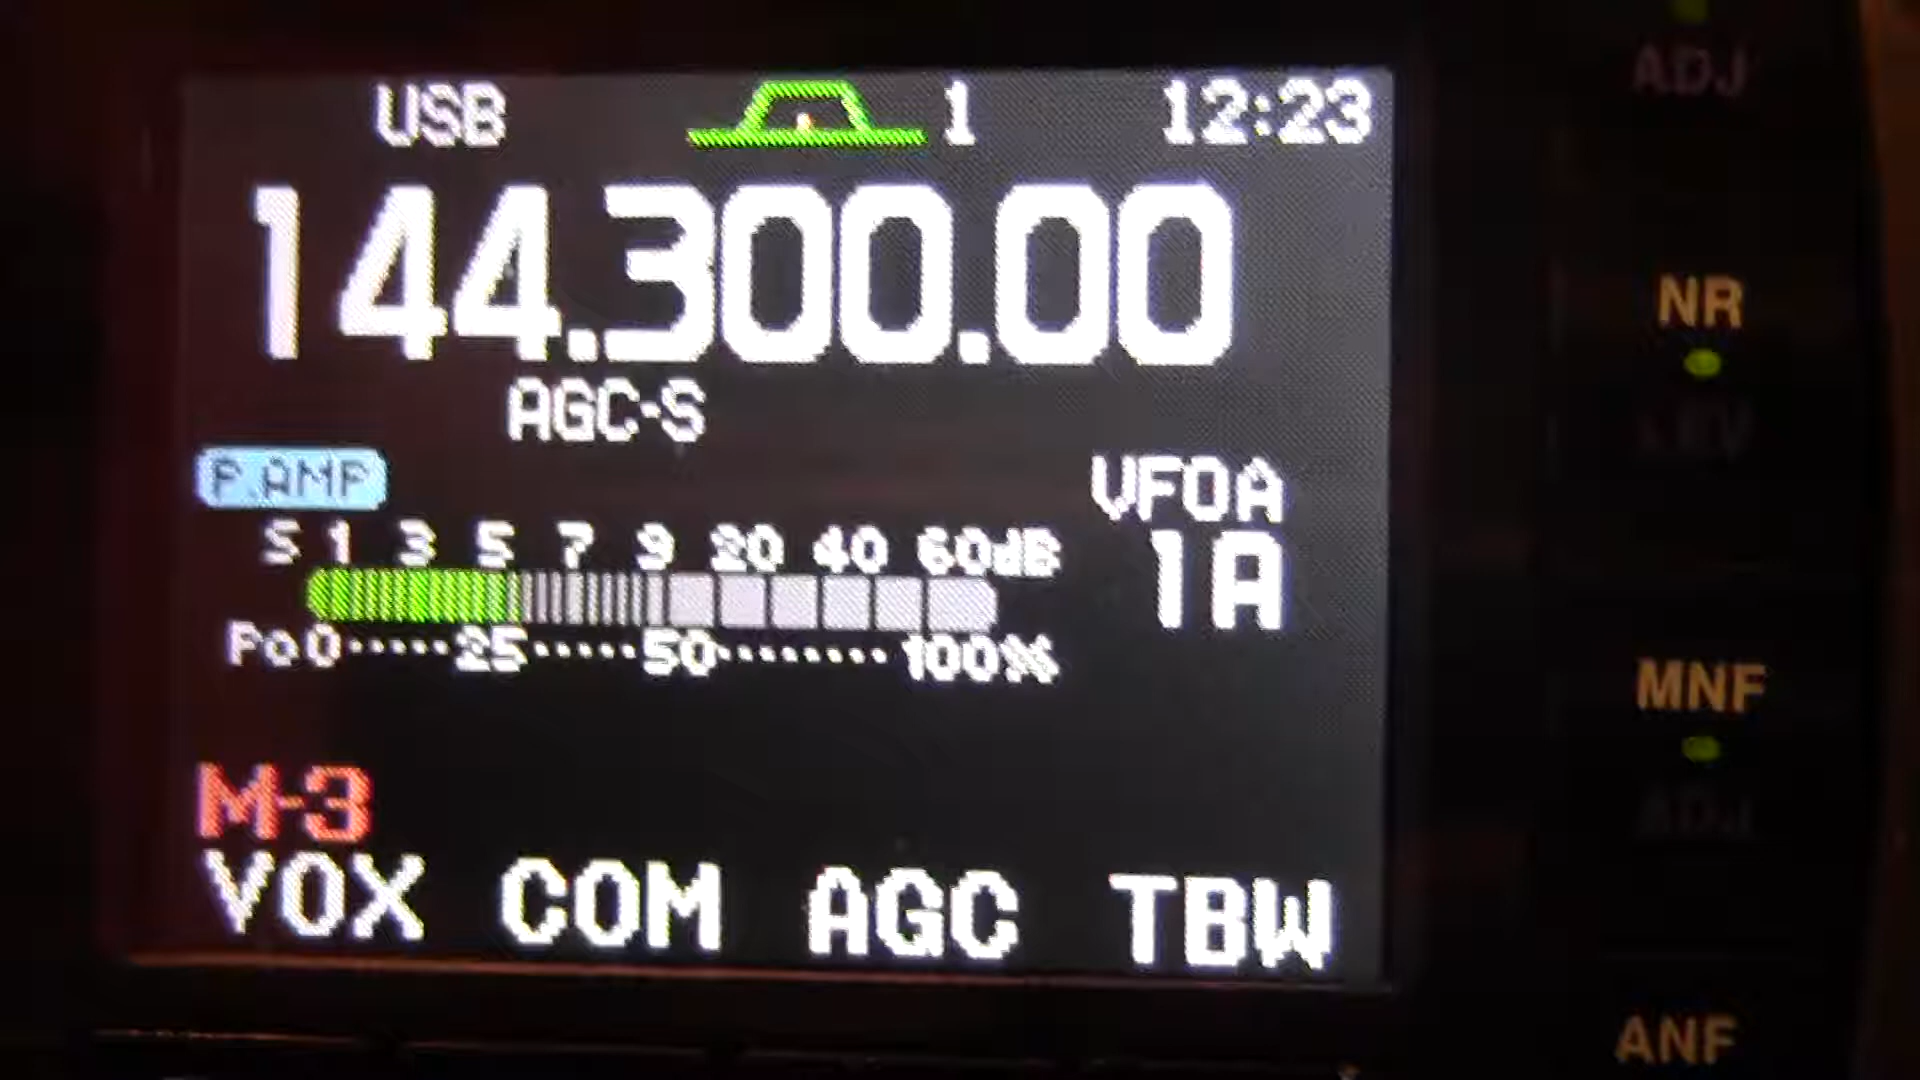 USB 1 12:23
ADJ
144.300.00
NR
AGC-S
P.AMP
VFOA
S 1 3 5 7 9 20 40 60dB
1A
Po0·····25·····50········100%
MNF
M-3
ADJ
VOX COM AGC TBW
ANF